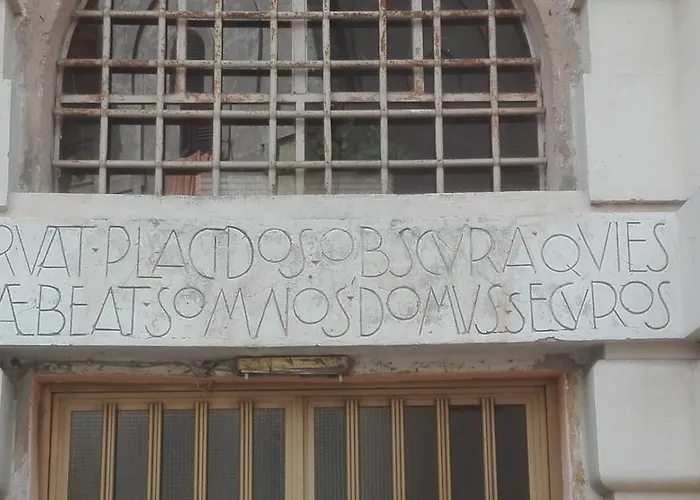 RVAT·PLACIDOS·OBSCVRA·QVIES
ÆBEAT·SOMNOS·DOMVS·SECVROS